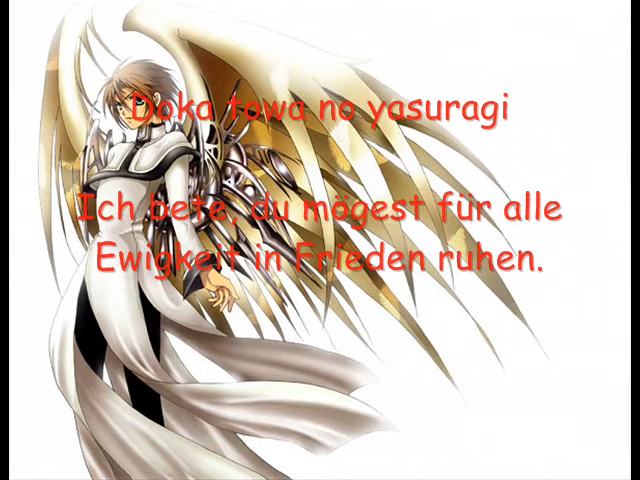 Doka towa no yasuragi
Ich bete, du mögest für alle
Ewigkeit in Frieden ruhen.